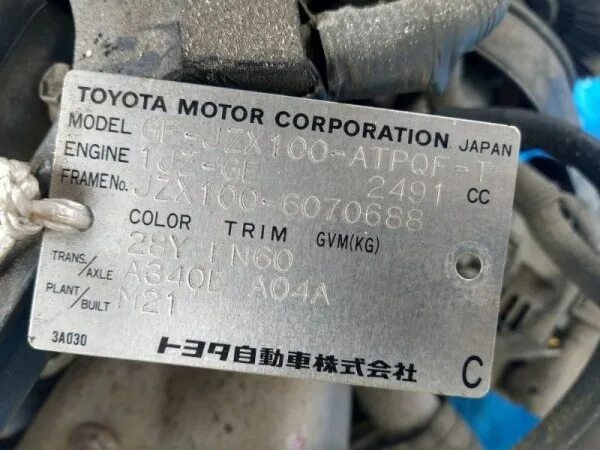 TOYOTA MOTOR CORPORATION JAPAN
MODEL GF-JZX100-ATPQF-T
ENGINE 1JZ-GE 2491 CC
FRAME No. JZX100-6070688
COLOR TRIM GVM(KG)
28Y FN60
TRANS./AXLE A340E A04A
PLANT/BUILT M21
3A030
トヨタ自動車株式会社
C